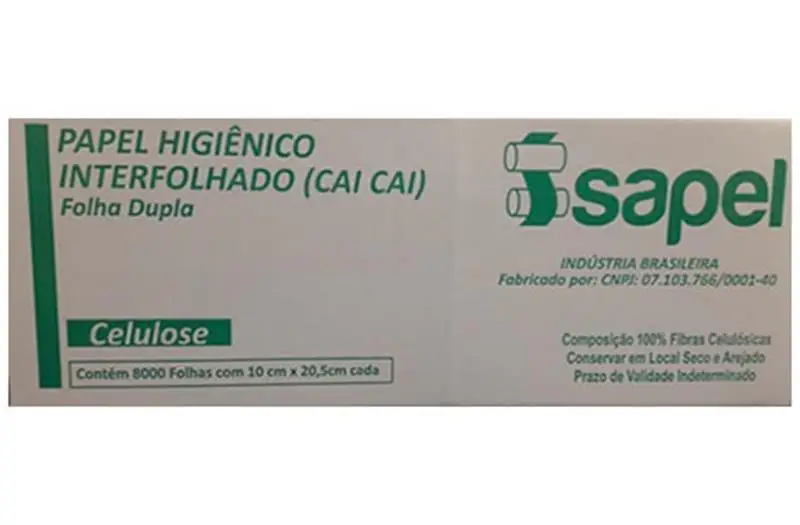 PAPEL HIGIÊNICO
INTERFOLHADO (CAI CAI)
Folha Dupla
Celulose
Contém 8000 Folhas com 10 cm x 20,5cm cada
Isapel
INDÚSTRIA BRASILEIRA
Fabricado por: CNPJ: 07.103.766/0001-40
Composição 100% Fibras Celulósicas
Conservar em Local Seco e Arejado
Prazo de Validade Indeterminado